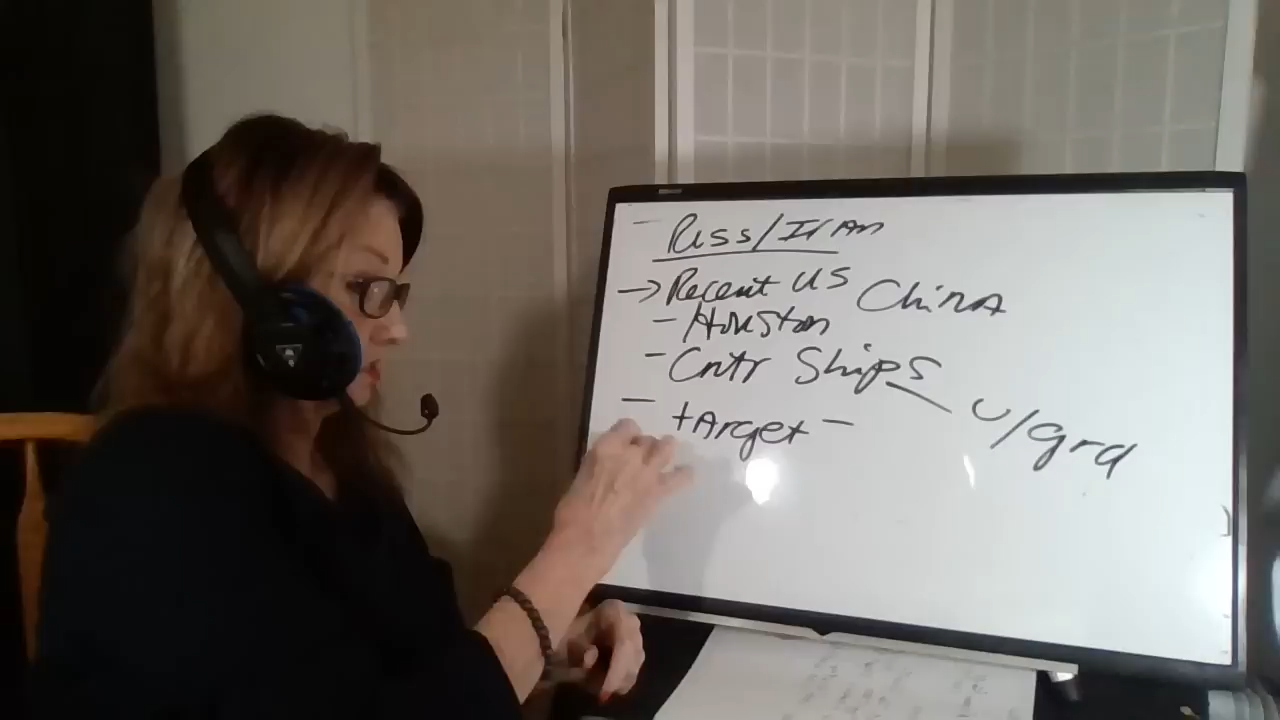 - Russ/Iran
→ Recent US China
- Houston
- Cntr Ships
- target -
u/grd